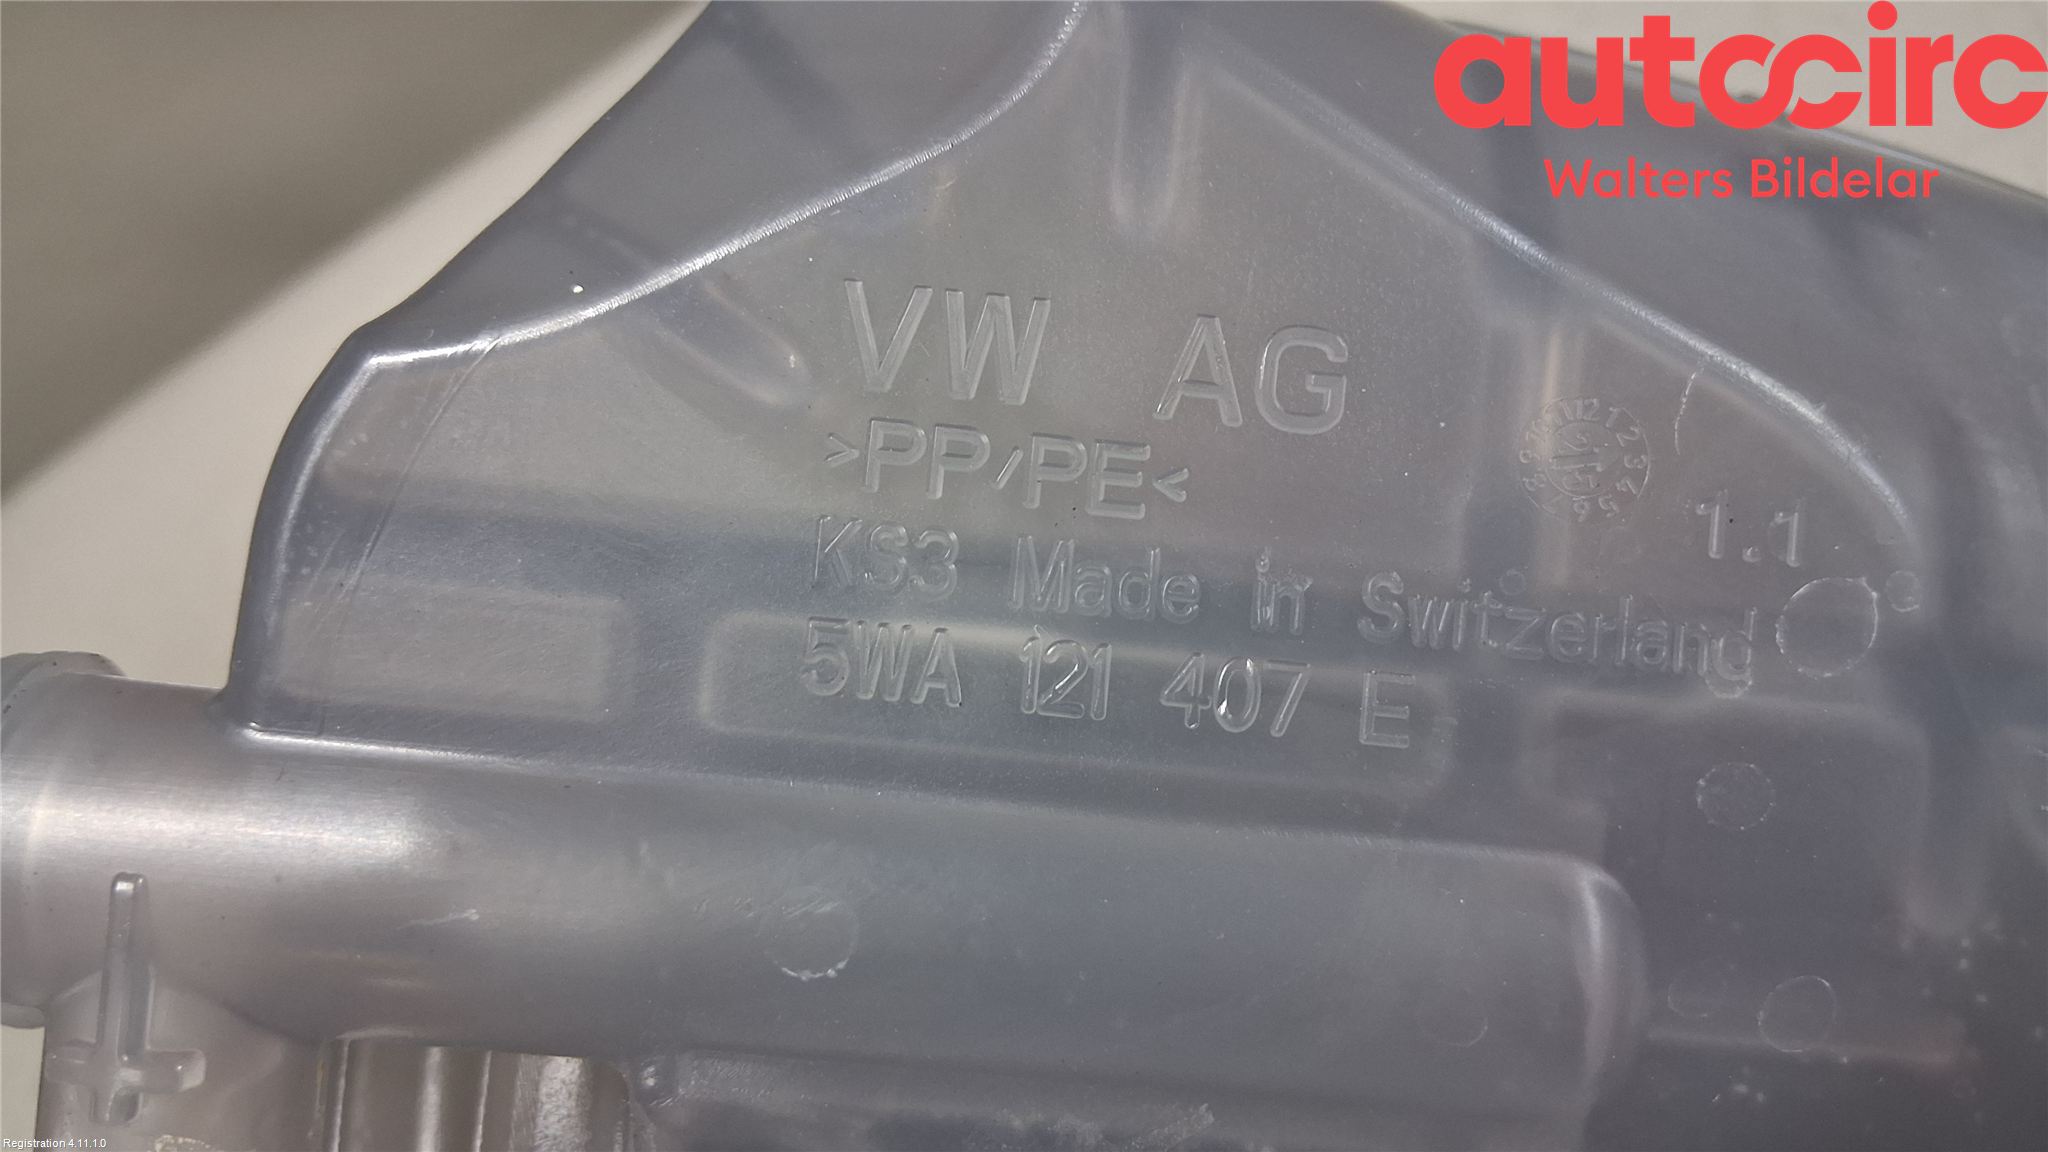 autocirc
Walters Bildelar
VW AG
>PP/PE<
KS3 Made in Switzerland
1.1
5WA 121 407 E
Registration 4.11.1.0